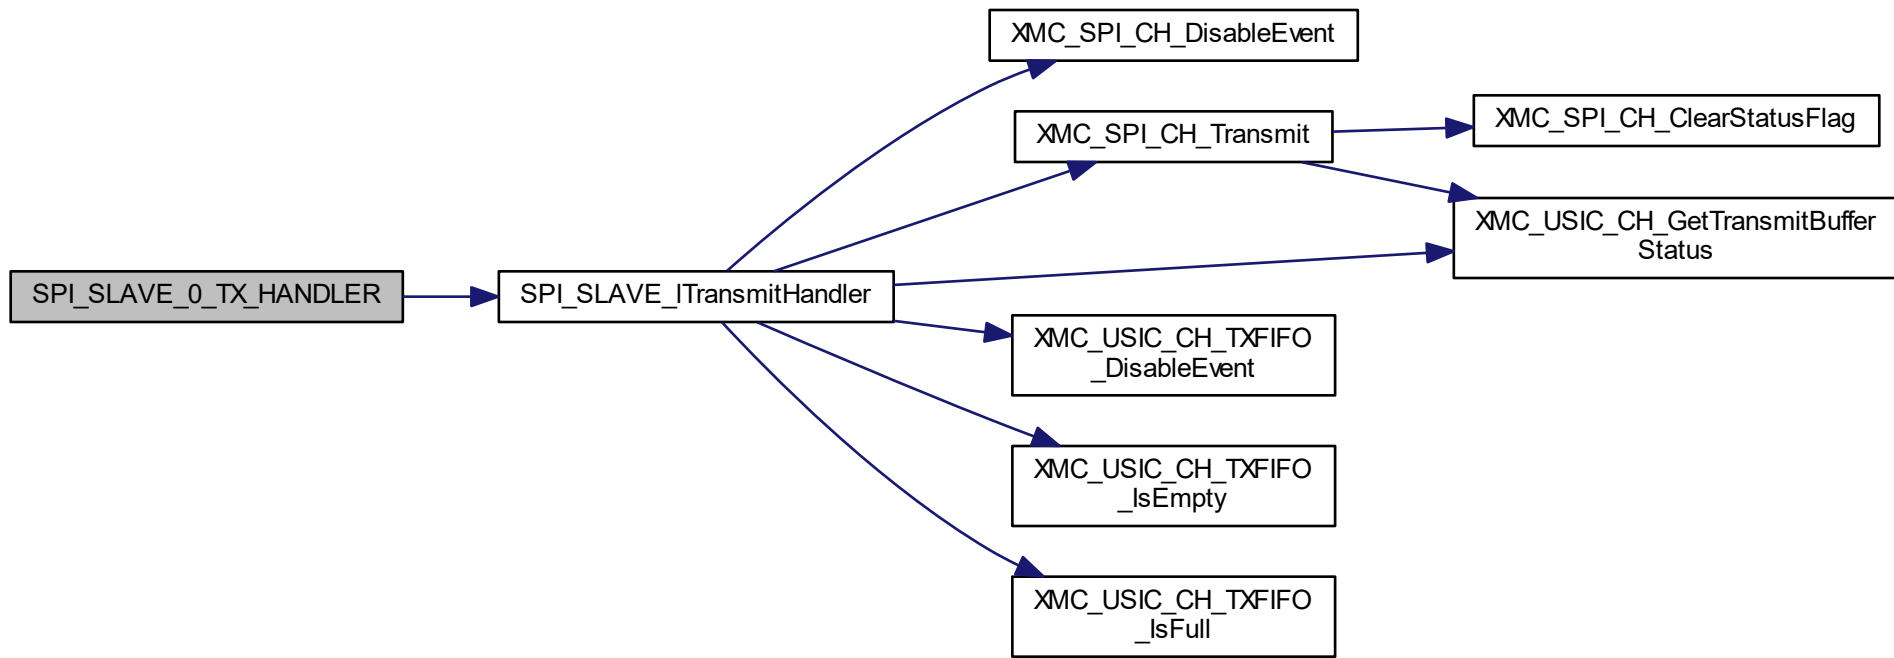 XMC_SPI_CH_DisableEvent
XMC_SPI_CH_Transmit
XMC_SPI_CH_ClearStatusFlag
XMC_USIC_CH_GetTransmitBuffer
Status
SPI_SLAVE_0_TX_HANDLER
SPI_SLAVE_lTransmitHandler
XMC_USIC_CH_TXFIFO
_DisableEvent
XMC_USIC_CH_TXFIFO
_IsEmpty
XMC_USIC_CH_TXFIFO
_IsFull